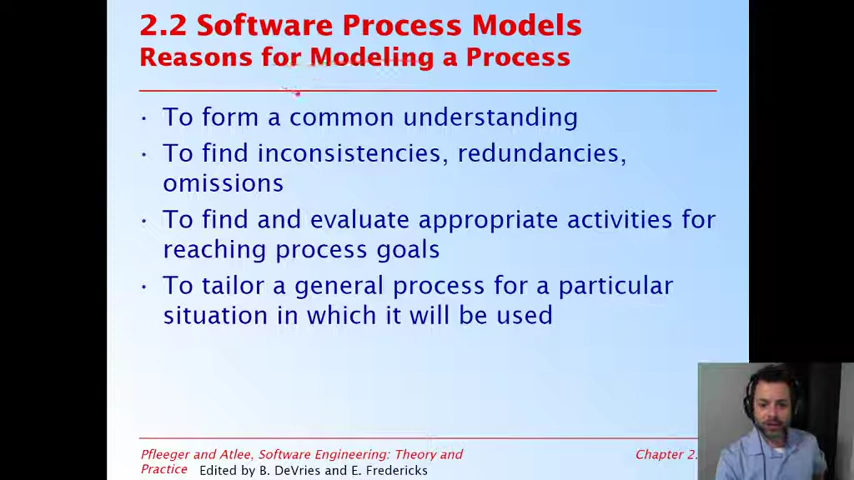 2.2 Software Process Models
Reasons for Modeling a Process
· To form a common understanding
· To find inconsistencies, redundancies,
omissions
· To find and evaluate appropriate activities for
reaching process goals
· To tailor a general process for a particular
situation in which it will be used
Pfleeger and Atlee, Software Engineering: Theory and
Practice Edited by B. DeVries and E. Fredericks
Chapter 2.